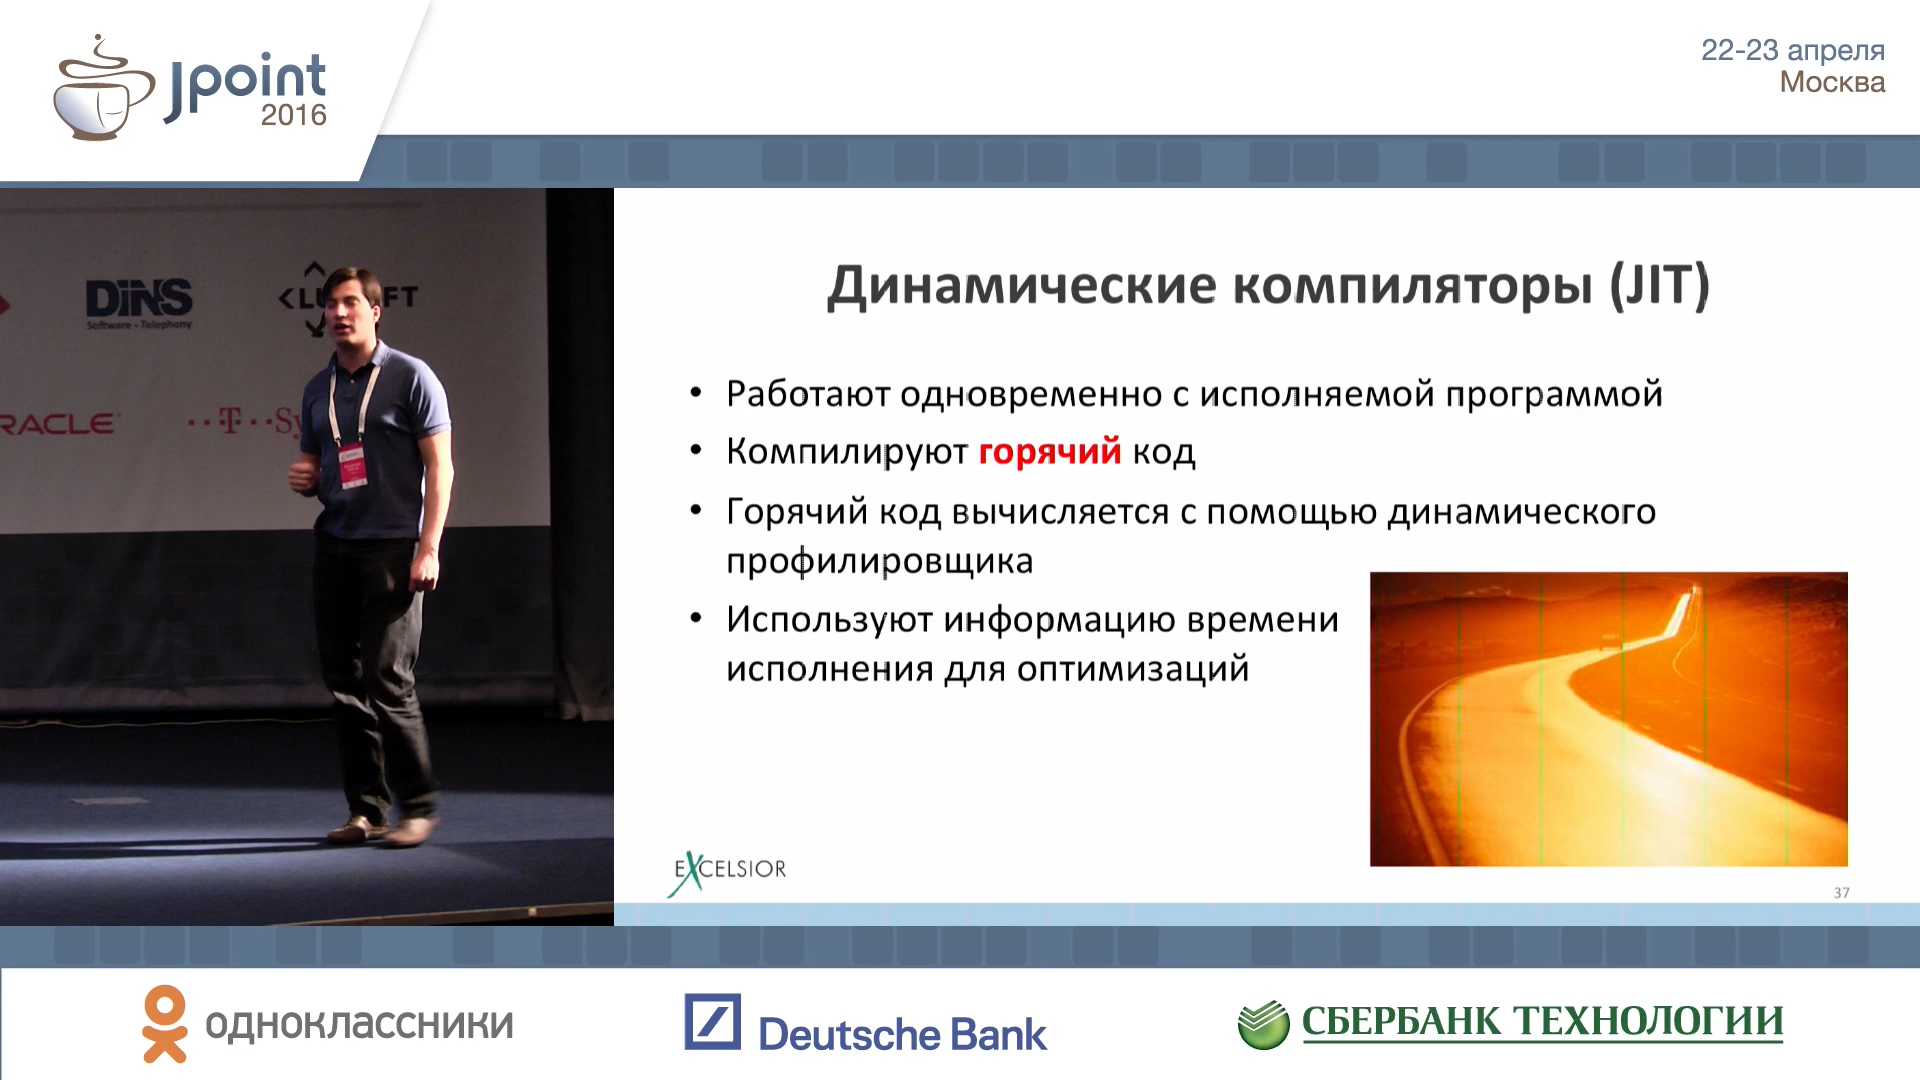 Jpoint
2016
22-23 апреля
Москва
DINS
Software - Telephony
Динамические компиляторы (JIT)
• Работают одновременно с исполняемой программой
• Компилируют горячий код
• Горячий код вычисляется с помощью динамического
профилировщика
• Используют информацию времени
исполнения для оптимизаций
EXCELSIOR
37
одноклассники
Deutsche Bank
СБЕРБАНК ТЕХНОЛОГИИ